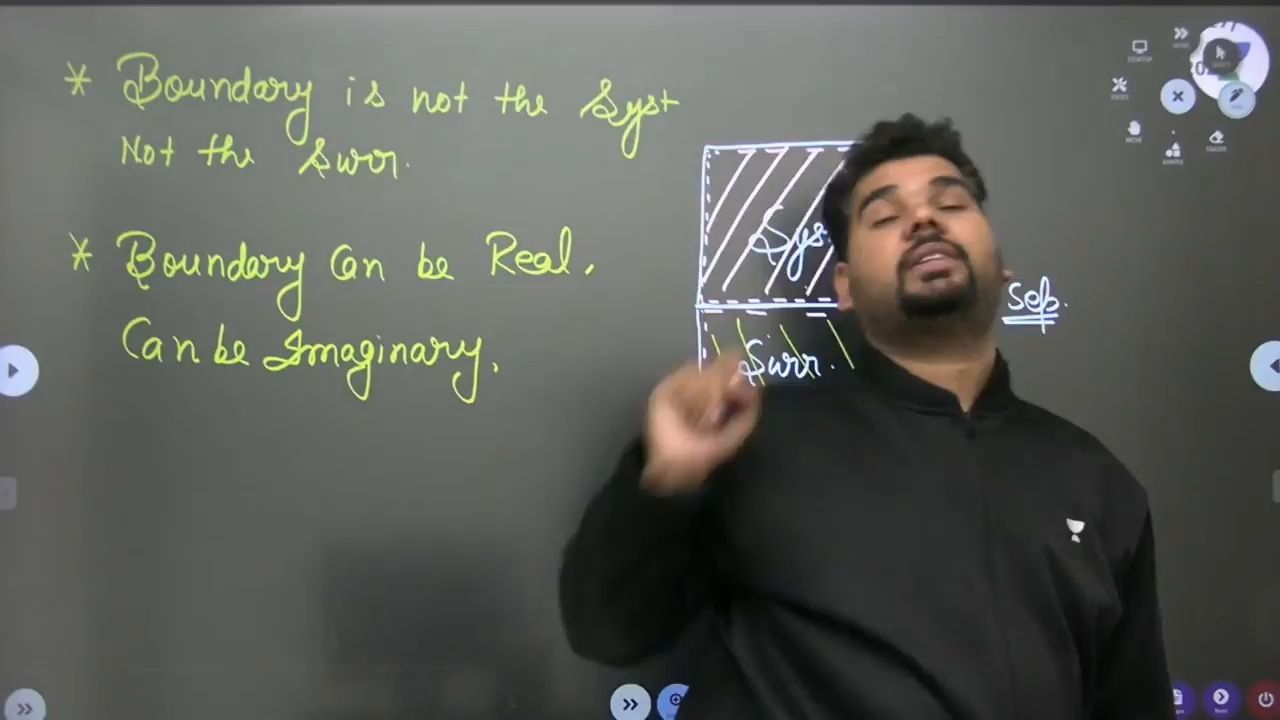 * Boundary is not the Syst
Not the Surr.
* Boundary Can be Real.
Can be Imaginary.
Sys.
Surr.
Sep.